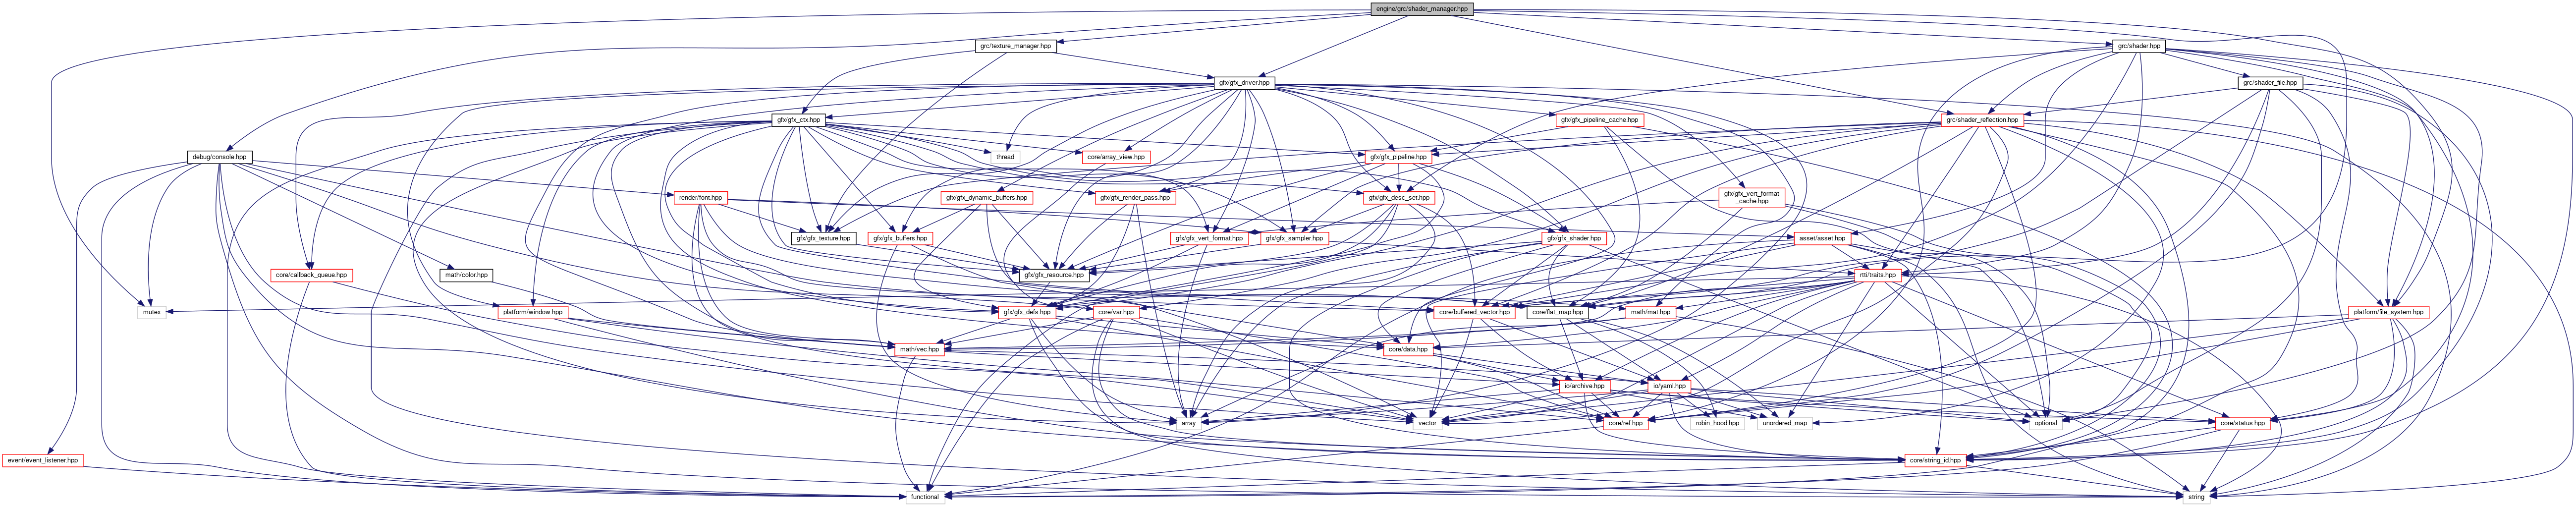 engine/grc/shader_manager.hpp
grc/texture_manager.hpp
grc/shader.hpp
gfx/gfx_driver.hpp
grc/shader_file.hpp
gfx/gfx_ctx.hpp
gfx/gfx_pipeline_cache.hpp
grc/shader_reflection.hpp
debug/console.hpp
thread
core/array_view.hpp
gfx/gfx_pipeline.hpp
render/font.hpp
gfx/gfx_dynamic_buffers.hpp
gfx/gfx_render_pass.hpp
gfx/gfx_desc_set.hpp
gfx/gfx_vert_format
_cache.hpp
gfx/gfx_texture.hpp
gfx/gfx_buffers.hpp
gfx/gfx_vert_format.hpp
gfx/gfx_sampler.hpp
gfx/gfx_shader.hpp
asset/asset.hpp
core/callback_queue.hpp
math/color.hpp
gfx/gfx_resource.hpp
rtti/traits.hpp
mutex
platform/window.hpp
gfx/gfx_defs.hpp
core/var.hpp
core/buffered_vector.hpp
core/flat_map.hpp
math/mat.hpp
platform/file_system.hpp
math/vec.hpp
core/data.hpp
io/archive.hpp
io/yaml.hpp
array
vector
core/ref.hpp
robin_hood.hpp
unordered_map
optional
core/status.hpp
event/event_listener.hpp
core/string_id.hpp
functional
string